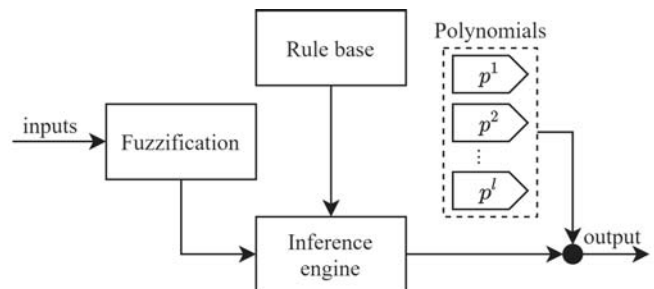 Polynomials
Rule base
p¹
inputs
Fuzzification
p²
⋮
pˡ
Inference
engine
output